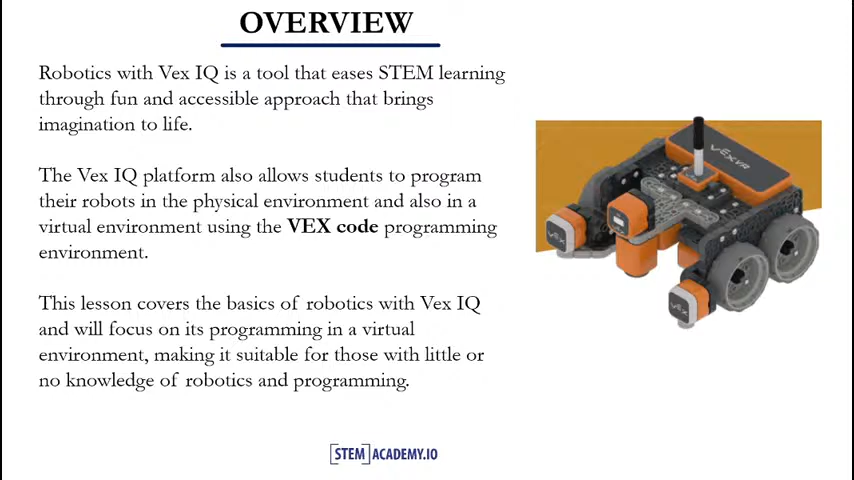 OVERVIEW
Robotics with Vex IQ is a tool that eases STEM learning
through fun and accessible approach that brings
imagination to life.
The Vex IQ platform also allows students to program
their robots in the physical environment and also in a
virtual environment using the VEX code programming
environment.
This lesson covers the basics of robotics with Vex IQ
and will focus on its programming in a virtual
environment, making it suitable for those with little or
no knowledge of robotics and programming.
VEX VR
VEX
VEX
[STEM]ACADEMY.IO